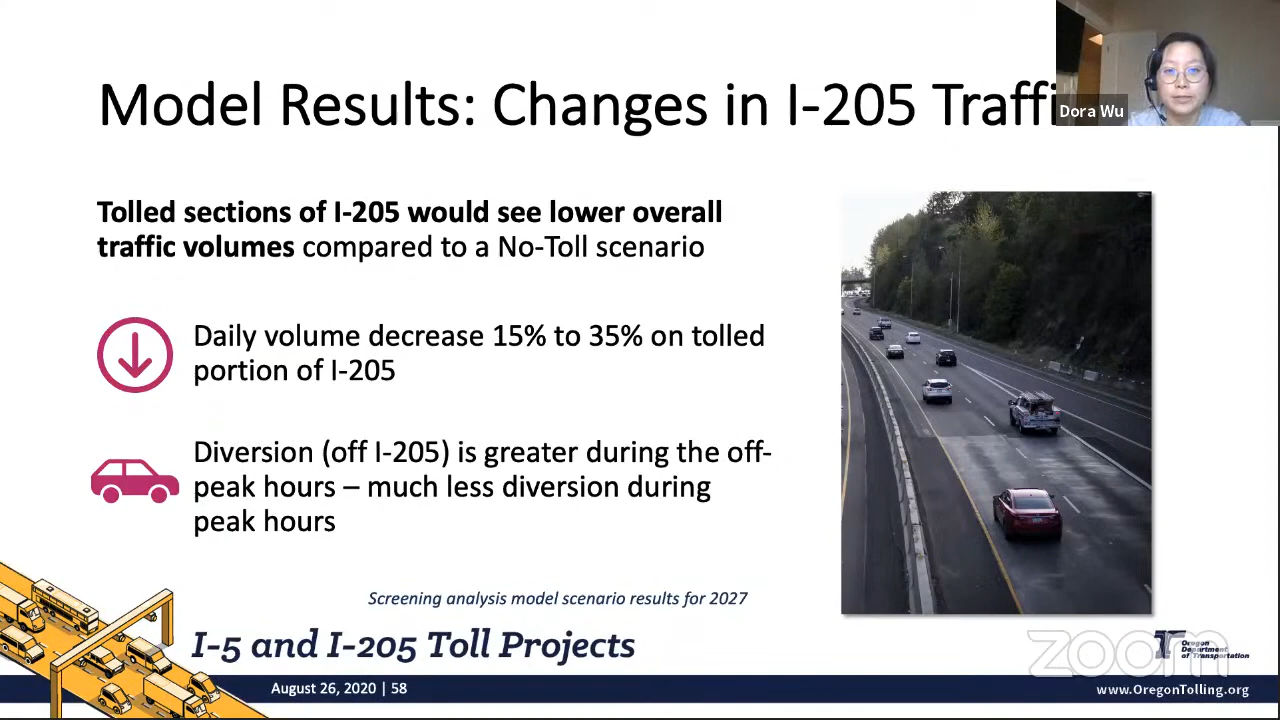 Model Results: Changes in I-205 Traffi
Dora Wu
Tolled sections of I-205 would see lower overall
traffic volumes compared to a No-Toll scenario
Daily volume decrease 15% to 35% on tolled
portion of I-205
Diversion (off I-205) is greater during the off-
peak hours – much less diversion during
peak hours
Screening analysis model scenario results for 2027
I-5 and I-205 Toll Projects
zoom
Oregon
Department
of Transportation
August 26, 2020 | 58
www.OregonTolling.org